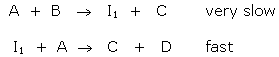 A + B → I₁ + C very slow
I₁ + A → C + D fast